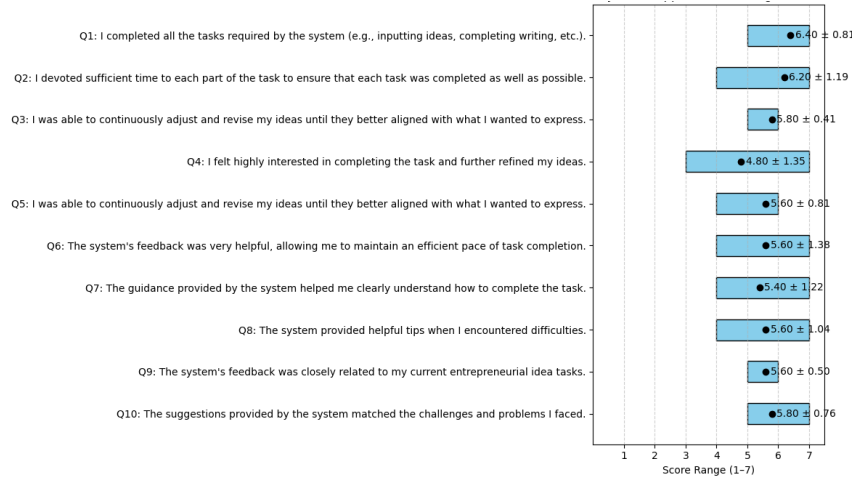 Q1: I completed all the tasks required by the system (e.g., inputting ideas, completing writing, etc.).
6.40 ± 0.81
Q2: I devoted sufficient time to each part of the task to ensure that each task was completed as well as possible.
6.20 ± 1.19
Q3: I was able to continuously adjust and revise my ideas until they better aligned with what I wanted to express.
5.80 ± 0.41
Q4: I felt highly interested in completing the task and further refined my ideas.
4.80 ± 1.35
Q5: I was able to continuously adjust and revise my ideas until they better aligned with what I wanted to express.
5.60 ± 0.81
Q6: The system's feedback was very helpful, allowing me to maintain an efficient pace of task completion.
5.60 ± 1.38
Q7: The guidance provided by the system helped me clearly understand how to complete the task.
5.40 ± 1.22
Q8: The system provided helpful tips when I encountered difficulties.
5.60 ± 1.04
Q9: The system's feedback was closely related to my current entrepreneurial idea tasks.
5.60 ± 0.50
Q10: The suggestions provided by the system matched the challenges and problems I faced.
5.80 ± 0.76
1 2 3 4 5 6 7
Score Range (1–7)